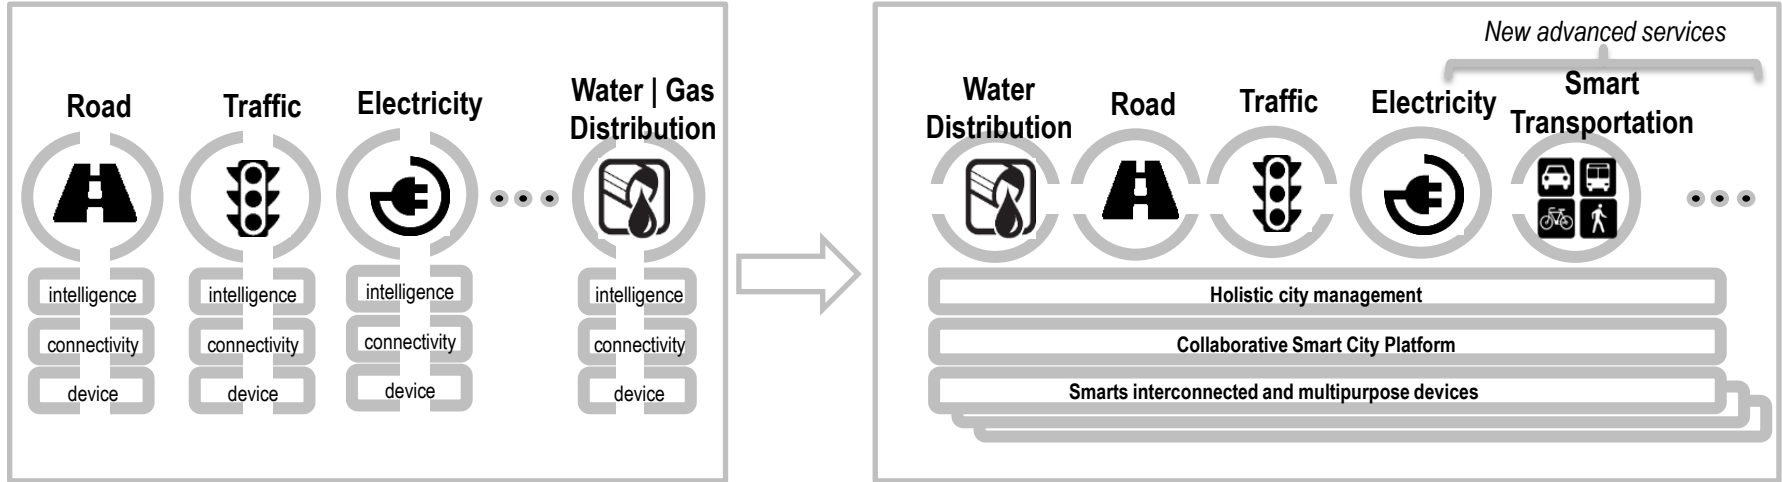 Road
Traffic
Electricity
Water | Gas
Distribution
intelligence
intelligence
intelligence
intelligence
connectivity
connectivity
connectivity
connectivity
device
device
device
device
New advanced services
Water
Distribution
Road
Traffic
Electricity
Smart
Transportation
Holistic city management
Collaborative Smart City Platform
Smarts interconnected and multipurpose devices